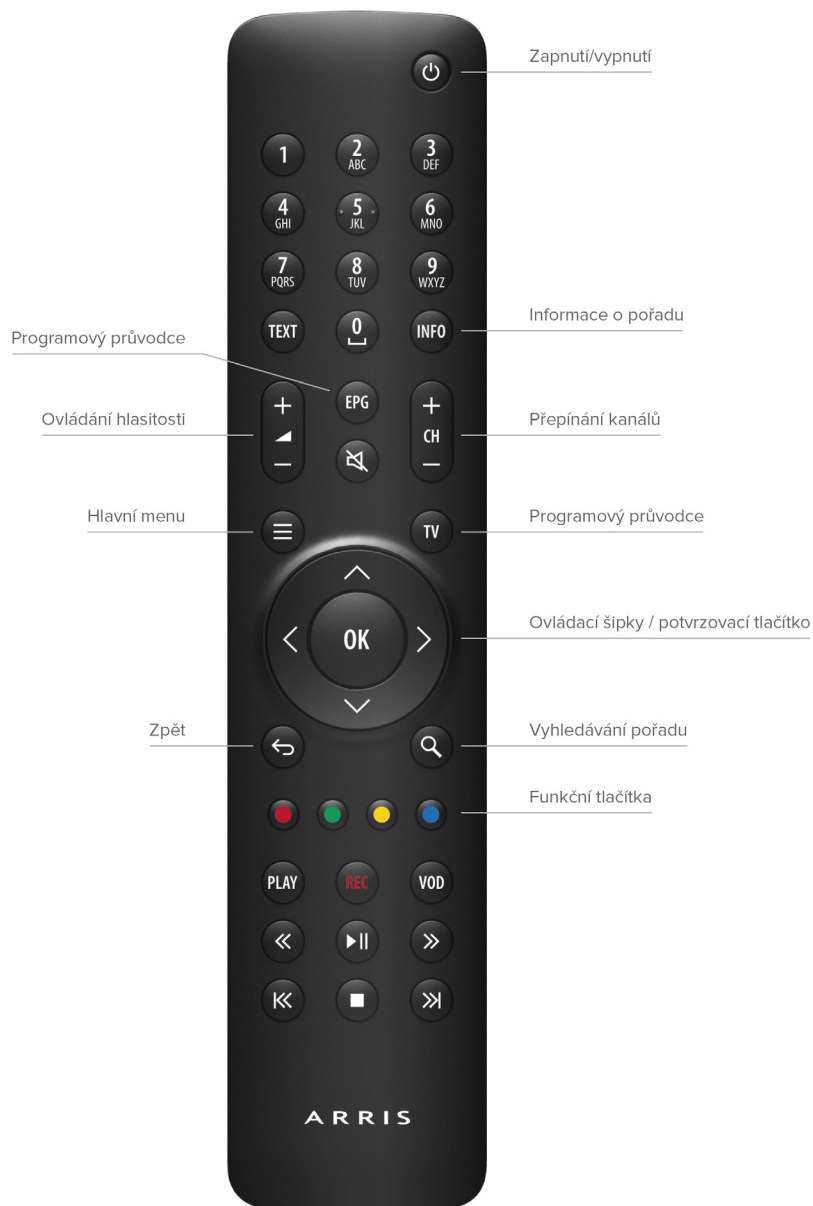 Zapnutí/vypnutí
1
2
ABC
3
DEF
4
GHI
5
JKL
6
MNO
7
PQRS
8
TUV
9
WXYZ
TEXT
0
INFO
Informace o pořadu
Programový průvodce
EPG
Ovládání hlasitosti
CH
Přepínání kanálů
Hlavní menu
TV
Programový průvodce
OK
Ovládací šipky / potvrzovací tlačítko
Zpět
Vyhledávání pořadu
Funkční tlačítka
PLAY
REC
VOD
ARRIS